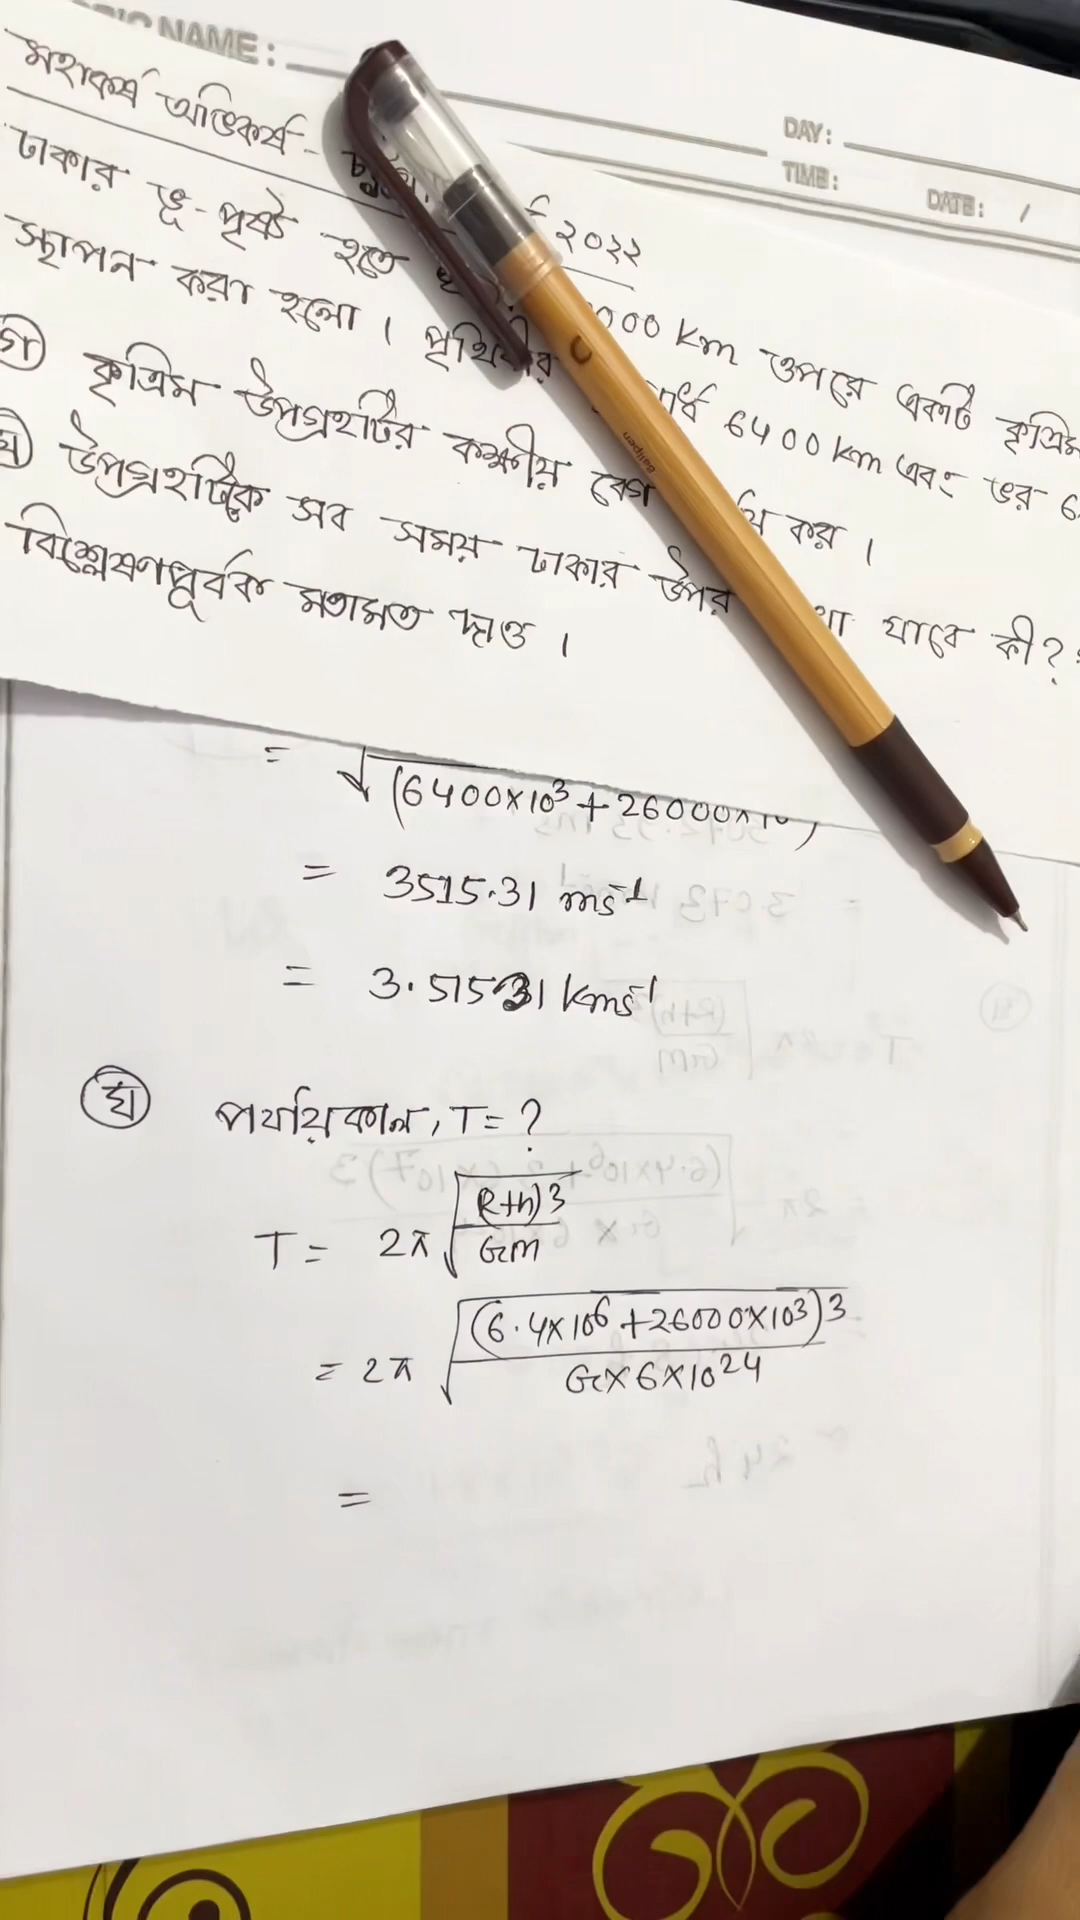 NAME:
DAY:
TIME: DATE: /
মহাকর্ষ অভিকর্ষ - ২০২২
ঢাকার ভূ-পৃষ্ঠ হতে 000 km ওপরে একটি কৃত্রিম
স্থাপন করা হলো। পৃথিবীর 6400 km এবং ভর
গ কৃত্রিম উপগ্রহটির কক্ষীয় বেগ কর।
ঘ উপগ্রহটিকে সব সময় ঢাকার উপর যাবে কী?
বিশ্লেষণপূর্বক মতামত দাও।
Ballpen
= √(6400×10³ + 26000×10
= 3515.31 ms⁻¹
= 3.51531 kms⁻¹
ঘ পর্যায়কাল, T = ?
T = 2π √(R+h)3/GM
= 2π √(6.4×10⁶ + 26000×10³)3/G×6×10²⁴
=